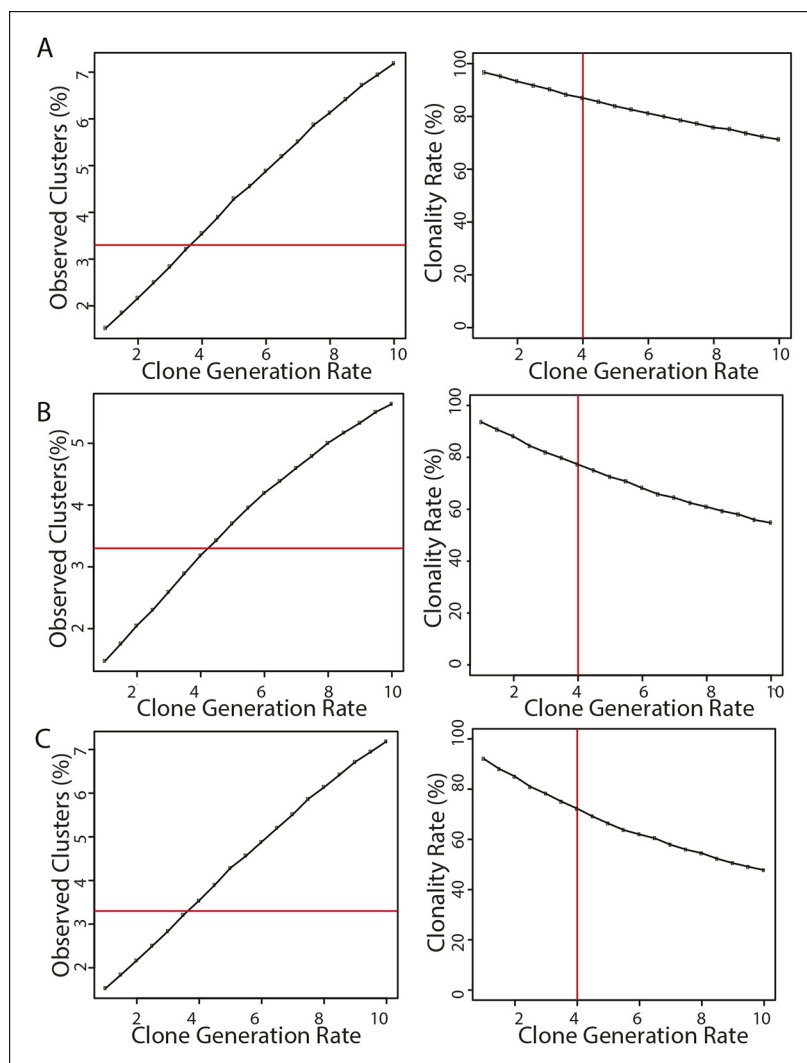 A
Observed Clusters (%)
7
6
5
4
3
2
2 4 6 8 10
Clone Generation Rate
Clonality Rate (%)
100
80
60
40
20
0
2 4 6 8 10
Clone Generation Rate
B
Observed Clusters(%)
5
4
3
2
2 4 6 8 10
Clone Generation Rate
Clonality Rate (%)
100
80
60
40
20
0
2 4 6 8 10
Clone Generation Rate
C
Observed Clusters (%)
7
6
5
4
3
2
2 4 6 8 10
Clone Generation Rate
Clonality Rate (%)
100
80
60
40
20
0
2 4 6 8 10
Clone Generation Rate